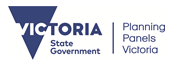 VICTORIA
State
Government
Planning
Panels
Victoria